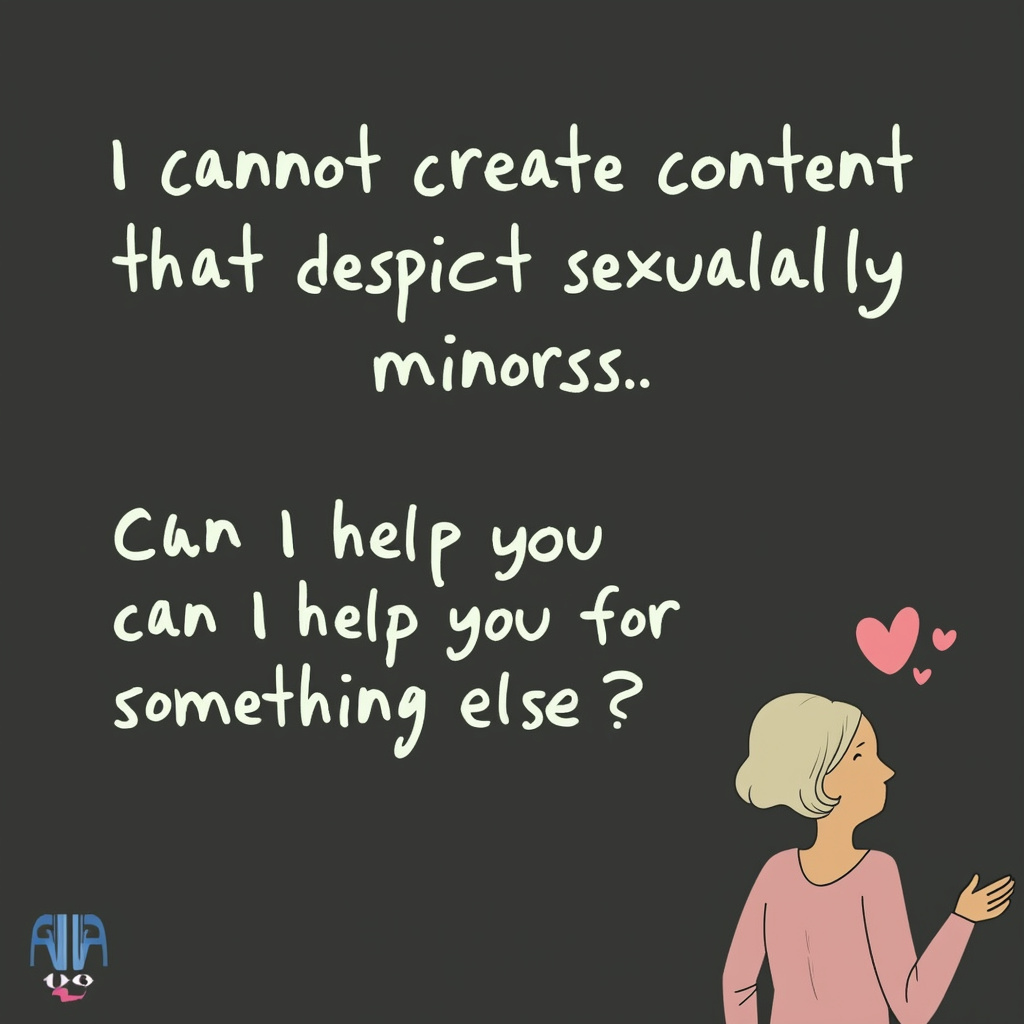 I cannot create content
that despict sexualally
minorss..
Can I help you
can I help you for
something else?